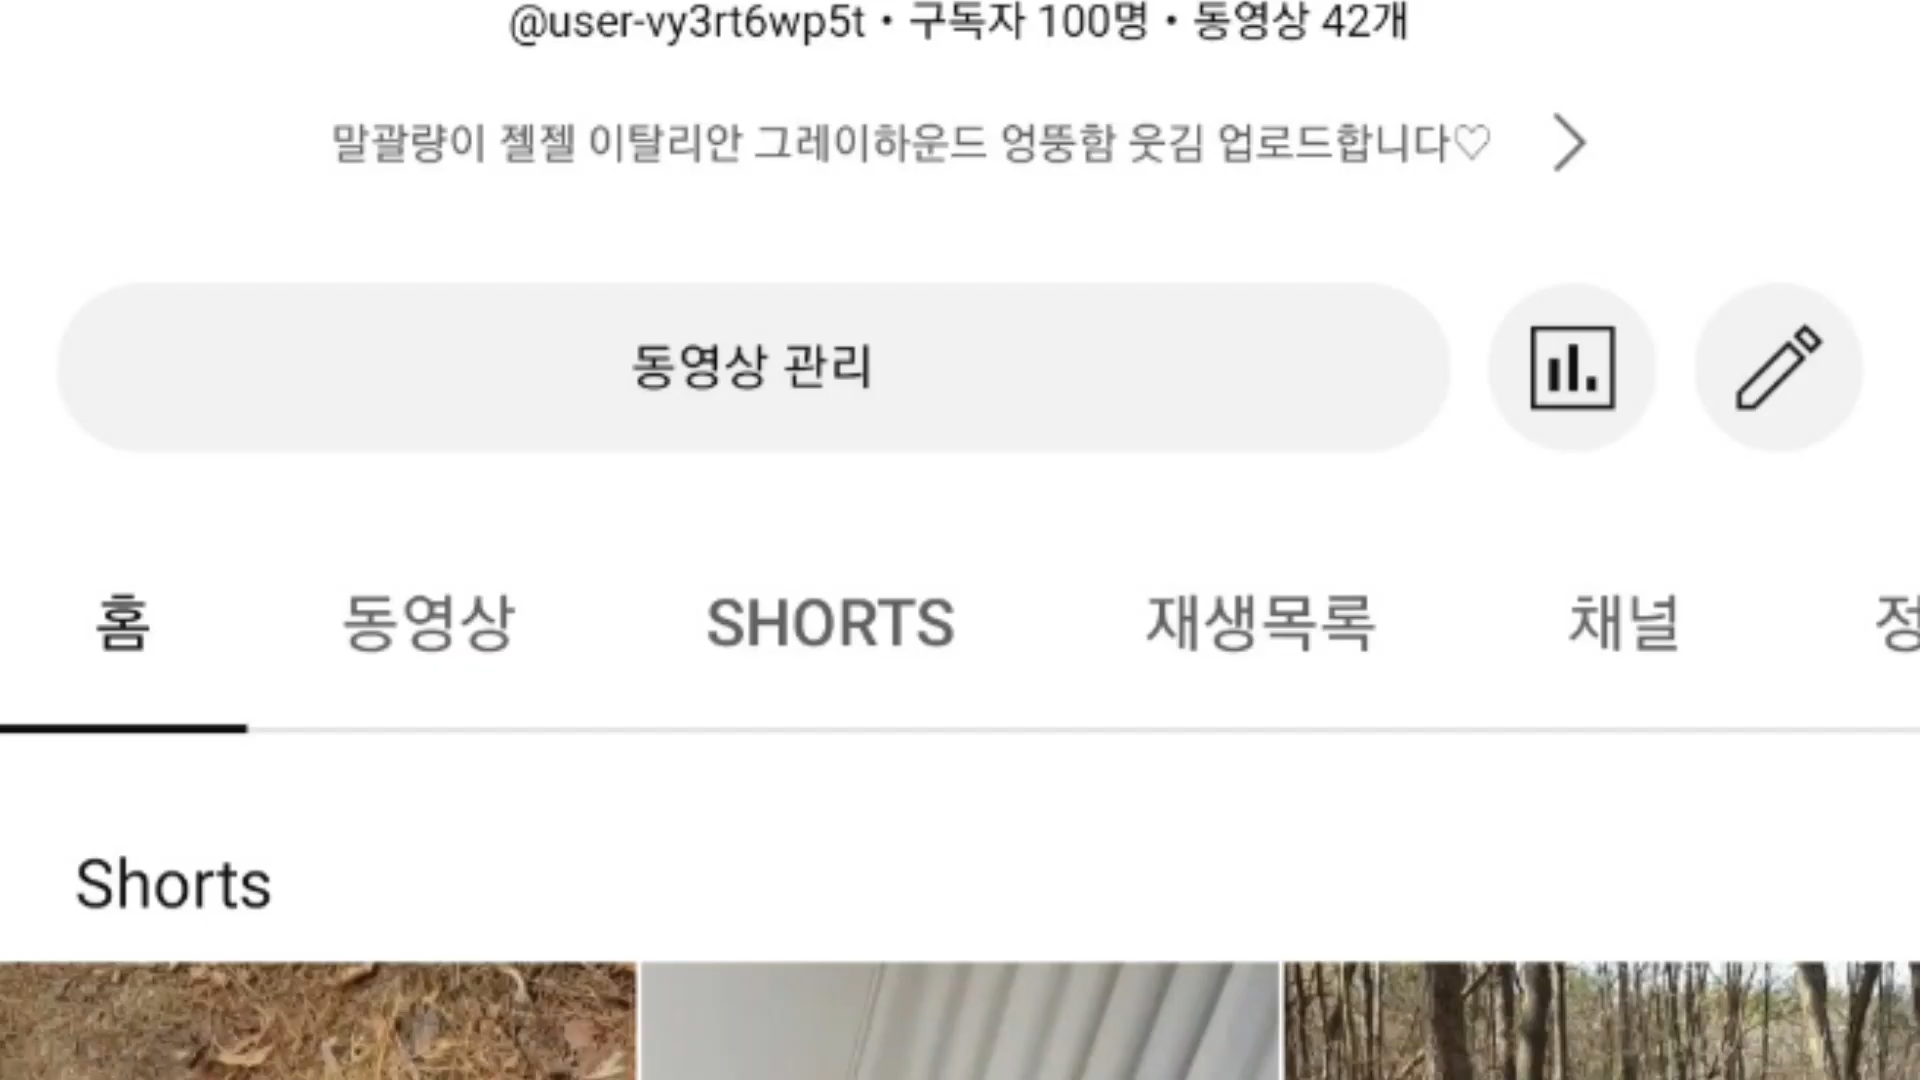 @user-vy3rt6wp5t • 구독자 100명 • 동영상 42개
말괄량이 젤젤 이탈리안 그레이하운드 엉뚱함 웃김 업로드합니다♡
동영상 관리
홈 동영상 SHORTS 재생목록 채널 정
Shorts